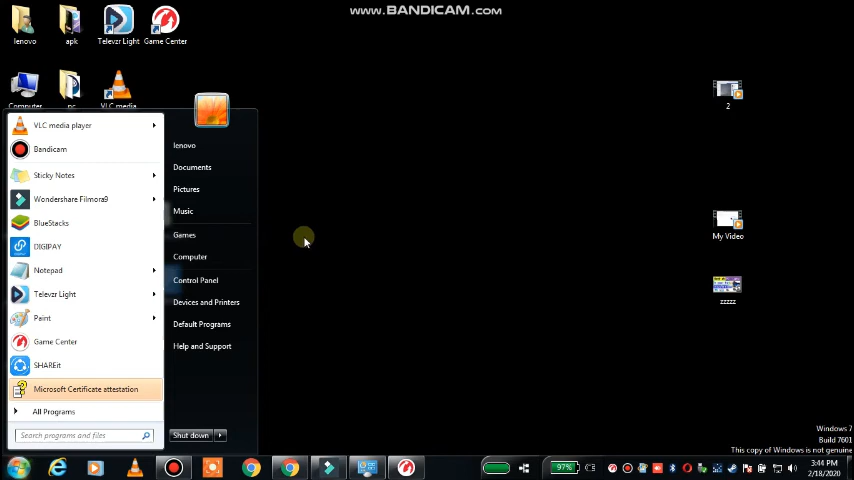 WWW.BANDICAM.COM
lenovo
apk
Televzr Light
Game Center
Computer
pc
VLC media
2
My Video
zzzzz
VLC media player
Bandicam
Sticky Notes
Wondershare Filmora9
BlueStacks
DIGIPAY
Notepad
Televzr Light
Paint
Game Center
SHAREit
Microsoft Certificate attestation
All Programs
Search programs and files
lenovo
Documents
Pictures
Music
Games
Computer
Control Panel
Devices and Printers
Default Programs
Help and Support
Shut down
Windows 7
Build 7601
This copy of Windows is not genuine
97%
3:44 PM
2/18/2020